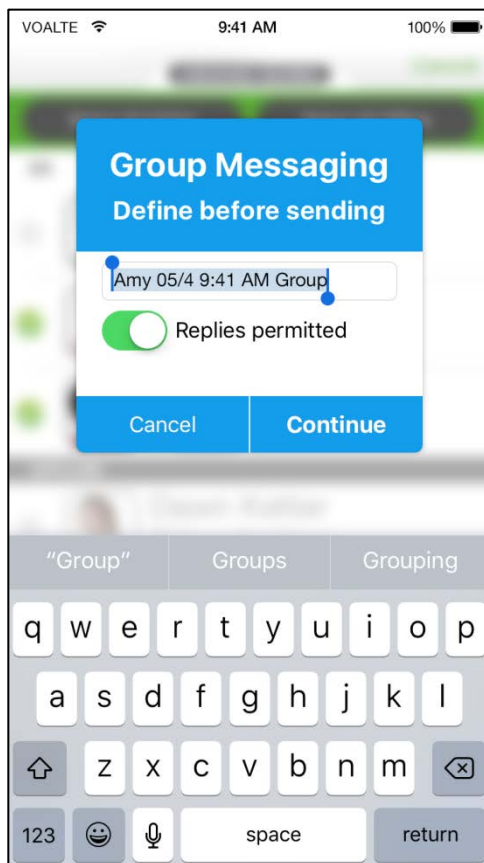 VOALTE 9:41 AM 100%
Group Messaging
Define before sending
Amy 05/4 9:41 AM Group
Replies permitted
Cancel Continue
“Group” Groups Grouping
q w e r t y u i o p
a s d f g h j k l
z x c v b n m
123 space return